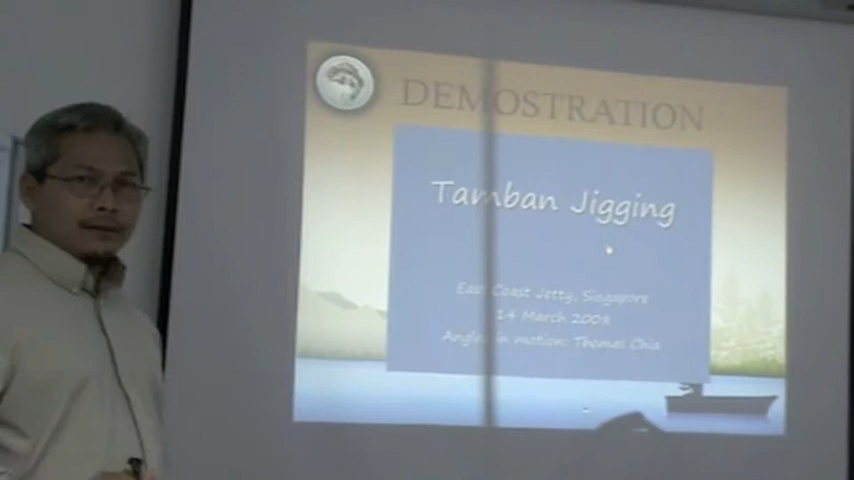 DEMOSTRATION
Tamban Jigging
East Coast Jetty, Singapore
14 March 2008
Angler in motion: Thomas Chia